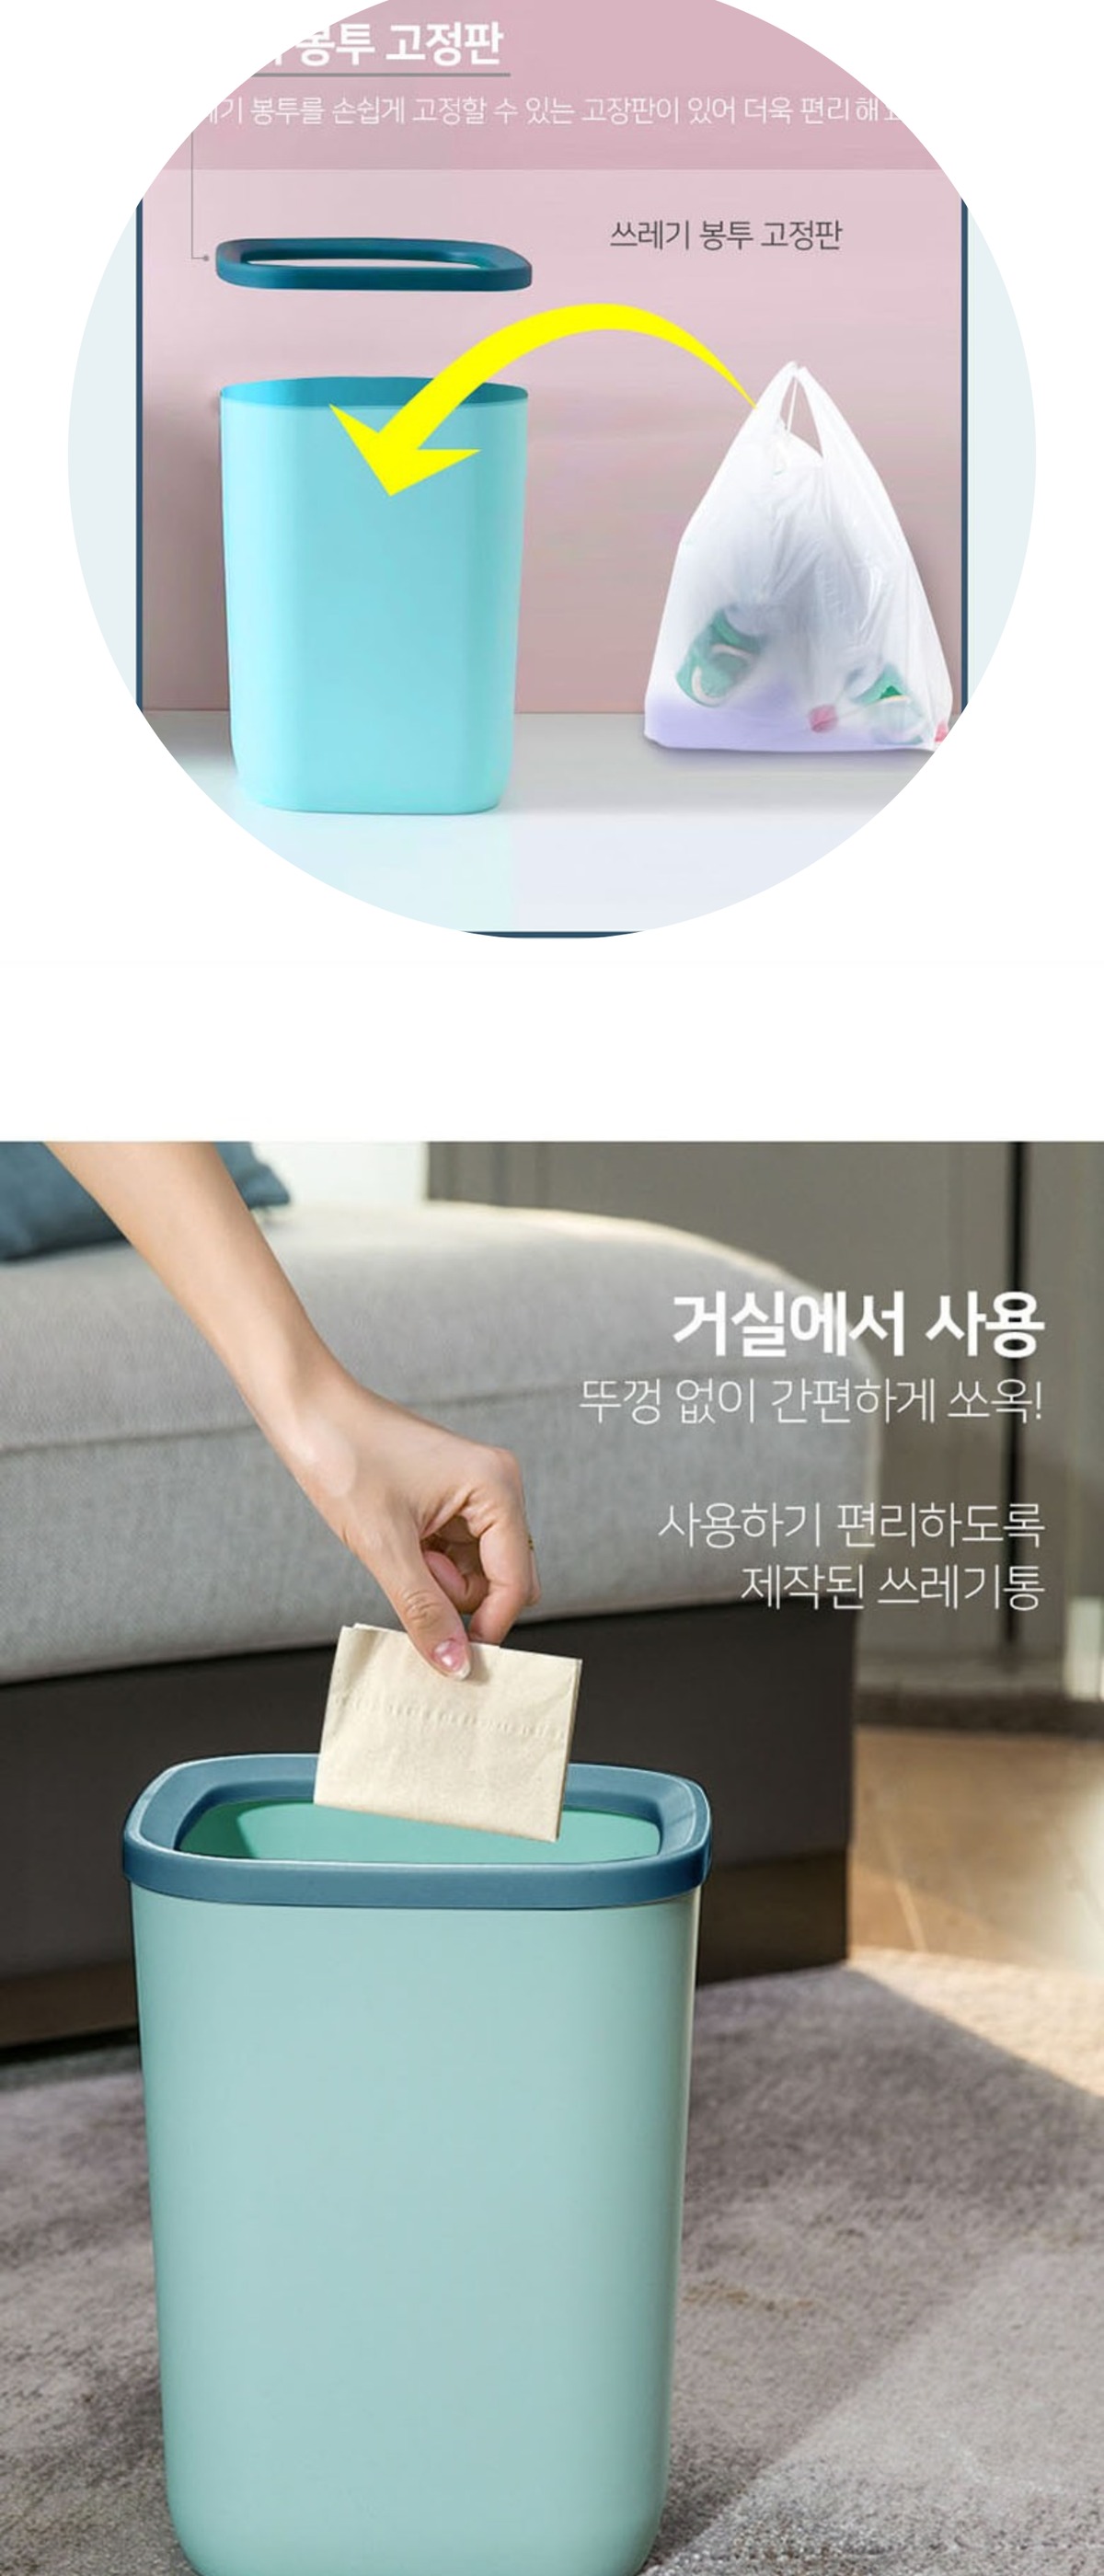 봉투 고정판
봉투를 손쉽게 고정할 수 있는 고장판이 있어 더욱 편리해
쓰레기 봉투 고정판
거실에서 사용
뚜껑 없이 간편하게 쏘옥!
사용하기 편리하도록
제작된 쓰레기통